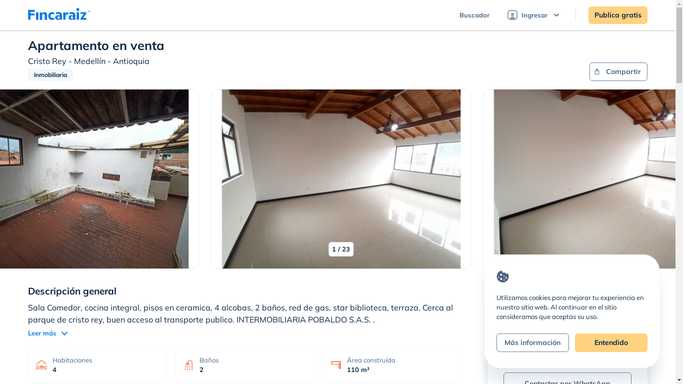 Fincaraiz
Buscador
Ingresar
Publica gratis
Apartamento en venta
Cristo Rey - Medellín - Antioquia
Inmobiliaria
Compartir
1 / 23
Descripción general
Sala Comedor, cocina integral, pisos en ceramica, 4 alcobas, 2 baños, red de gas, star biblioteca, terraza. Cerca al
parque de cristo rey, buen acceso al transporte publico. INTERMOBILIARIA POBALDO S.A.S. .
Leer más
Habitaciones
4
Baños
2
Área construída
110 m²
Utilizamos cookies para mejorar tu experiencia en
nuestro sitio web. Al continuar en el sitio
consideramos que aceptas su uso.
Más información
Entendido
Contactar por WhatsApp